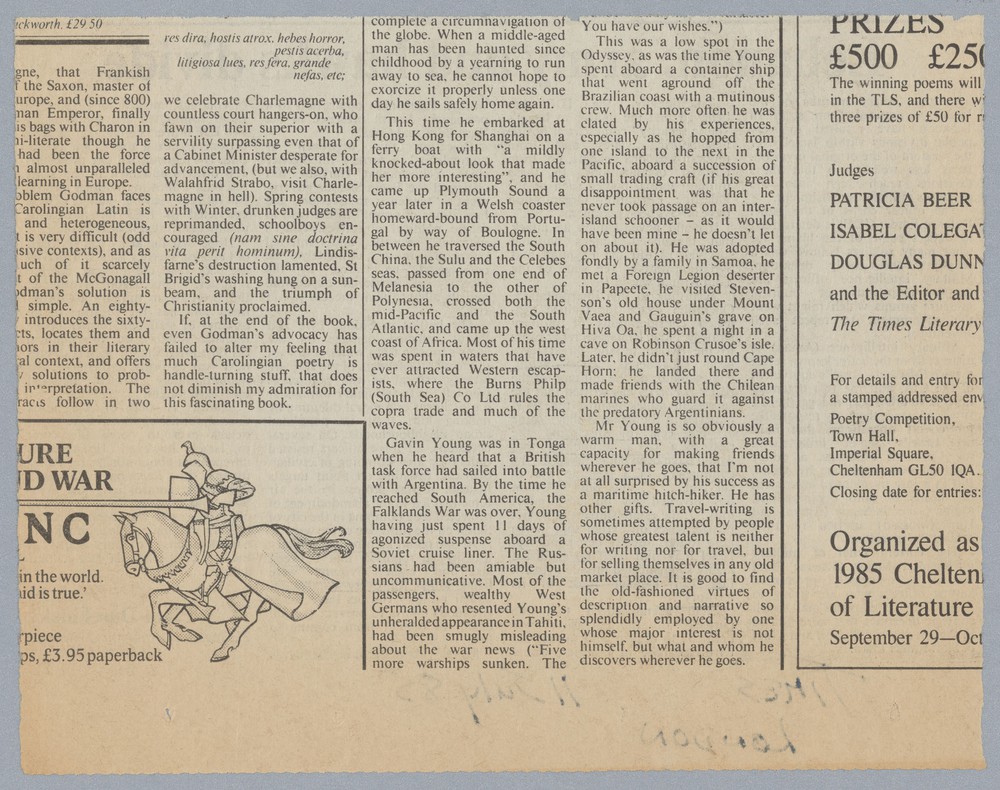 ckworth. £29.50
gne, that Frankish
f the Saxon, master of
urope, and (since 800)
man Emperor, finally
is bags with Charon in
ni-literate though he
had been the force
n almost unparalleled
learning in Europe.
oblem Godman faces
Carolingian Latin is
and heterogeneous,
t is very difficult (odd
sive contexts), and as
uch of it scarcely
t of the McGonagall
odman's solution is
simple. An eighty-
introduces the sixty-
cts, locates them and
ors in their literary
al context, and offers
solutions to prob-
interpretation. The
racts follow in two
res dira, hostis atrox, hebes horror,
pestis acerba,
litigiosa lues, res fera, grande
nefas, etc;
we celebrate Charlemagne with
countless court hangers-on, who
fawn on their superior with a
servility surpassing even that of
a Cabinet Minister desperate for
advancement, (but we also, with
Walahfrid Strabo, visit Charle-
magne in hell). Spring contests
with Winter, drunken judges are
reprimanded, schoolboys en-
couraged (nam sine doctrina
vita perit hominum), Lindis-
farne's destruction lamented, St
Brigid's washing hung on a sun-
beam, and the triumph of
Christianity proclaimed.
If, at the end of the book,
even Godman's advocacy has
failed to alter my feeling that
much Carolingian poetry is
handle-turning stuff, that does
not diminish my admiration for
this fascinating book.
URE
D WAR
NC
in the world.
aid is true.'
rpiece
ps, £3.95 paperback
complete a circumnavigation of
the globe. When a middle-aged
man has been haunted since
childhood by a yearning to run
away to sea, he cannot hope to
exorcize it properly unless one
day he sails safely home again.
This time he embarked at
Hong Kong for Shanghai on a
ferry boat with "a mildly
knocked-about look that made
her more interesting", and he
came up Plymouth Sound a
year later in a Welsh coaster
homeward-bound from Portu-
gal by way of Boulogne. In
between he traversed the South
China, the Sulu and the Celebes
seas, passed from one end of
Melanesia to the other of
Polynesia, crossed both the
mid-Pacific and the South
Atlantic, and came up the west
coast of Africa. Most of his time
was spent in waters that have
ever attracted Western escap-
ists, where the Burns Philp
(South Sea) Co Ltd rules the
copra trade and much of the
waves.
Gavin Young was in Tonga
when he heard that a British
task force had sailed into battle
with Argentina. By the time he
reached South America, the
Falklands War was over, Young
having just spent 11 days of
agonized suspense aboard a
Soviet cruise liner. The Rus-
sians had been amiable but
uncommunicative. Most of the
passengers, wealthy West
Germans who resented Young's
unheralded appearance in Tahiti,
had been smugly misleading
about the war news ("Five
more warships sunken. The
You have our wishes.")
This was a low spot in the
Odyssey, as was the time Young
spent aboard a container ship
that went aground off the
Brazilian coast with a mutinous
crew. Much more often he was
elated by his experiences,
especially as he hopped from
one island to the next in the
Pacific, aboard a succession of
small trading craft (if his great
disappointment was that he
never took passage on an inter-
island schooner – as it would
have been mine – he doesn't let
on about it). He was adopted
fondly by a family in Samoa, he
met a Foreign Legion deserter
in Papeete, he visited Steven-
son's old house under Mount
Vaea and Gauguin's grave on
Hiva Oa, he spent a night in a
cave on Robinson Crusoe's isle.
Later, he didn't just round Cape
Horn: he landed there and
made friends with the Chilean
marines who guard it against
the predatory Argentinians.
Mr Young is so obviously a
warm man, with a great
capacity for making friends
wherever he goes, that I'm not
at all surprised by his success as
a maritime hitch-hiker. He has
other gifts. Travel-writing is
sometimes attempted by people
whose greatest talent is neither
for writing nor for travel, but
for selling themselves in any old
market place. It is good to find
the old-fashioned virtues of
description and narrative so
splendidly employed by one
whose major interest is not
himself, but what and whom he
discovers wherever he goes.
PRIZES
£500 £250
The winning poems will
in the TLS, and there w
three prizes of £50 for r
Judges
PATRICIA BEER
ISABEL COLEGA
DOUGLAS DUNN
and the Editor and
The Times Literary
For details and entry for
a stamped addressed env
Poetry Competition,
Town Hall,
Imperial Square,
Cheltenham GL50 1QA.
Closing date for entries:
Organized as
1985 Chelten
of Literature
September 29—Oct
TIMES 11 July 85
LONDON